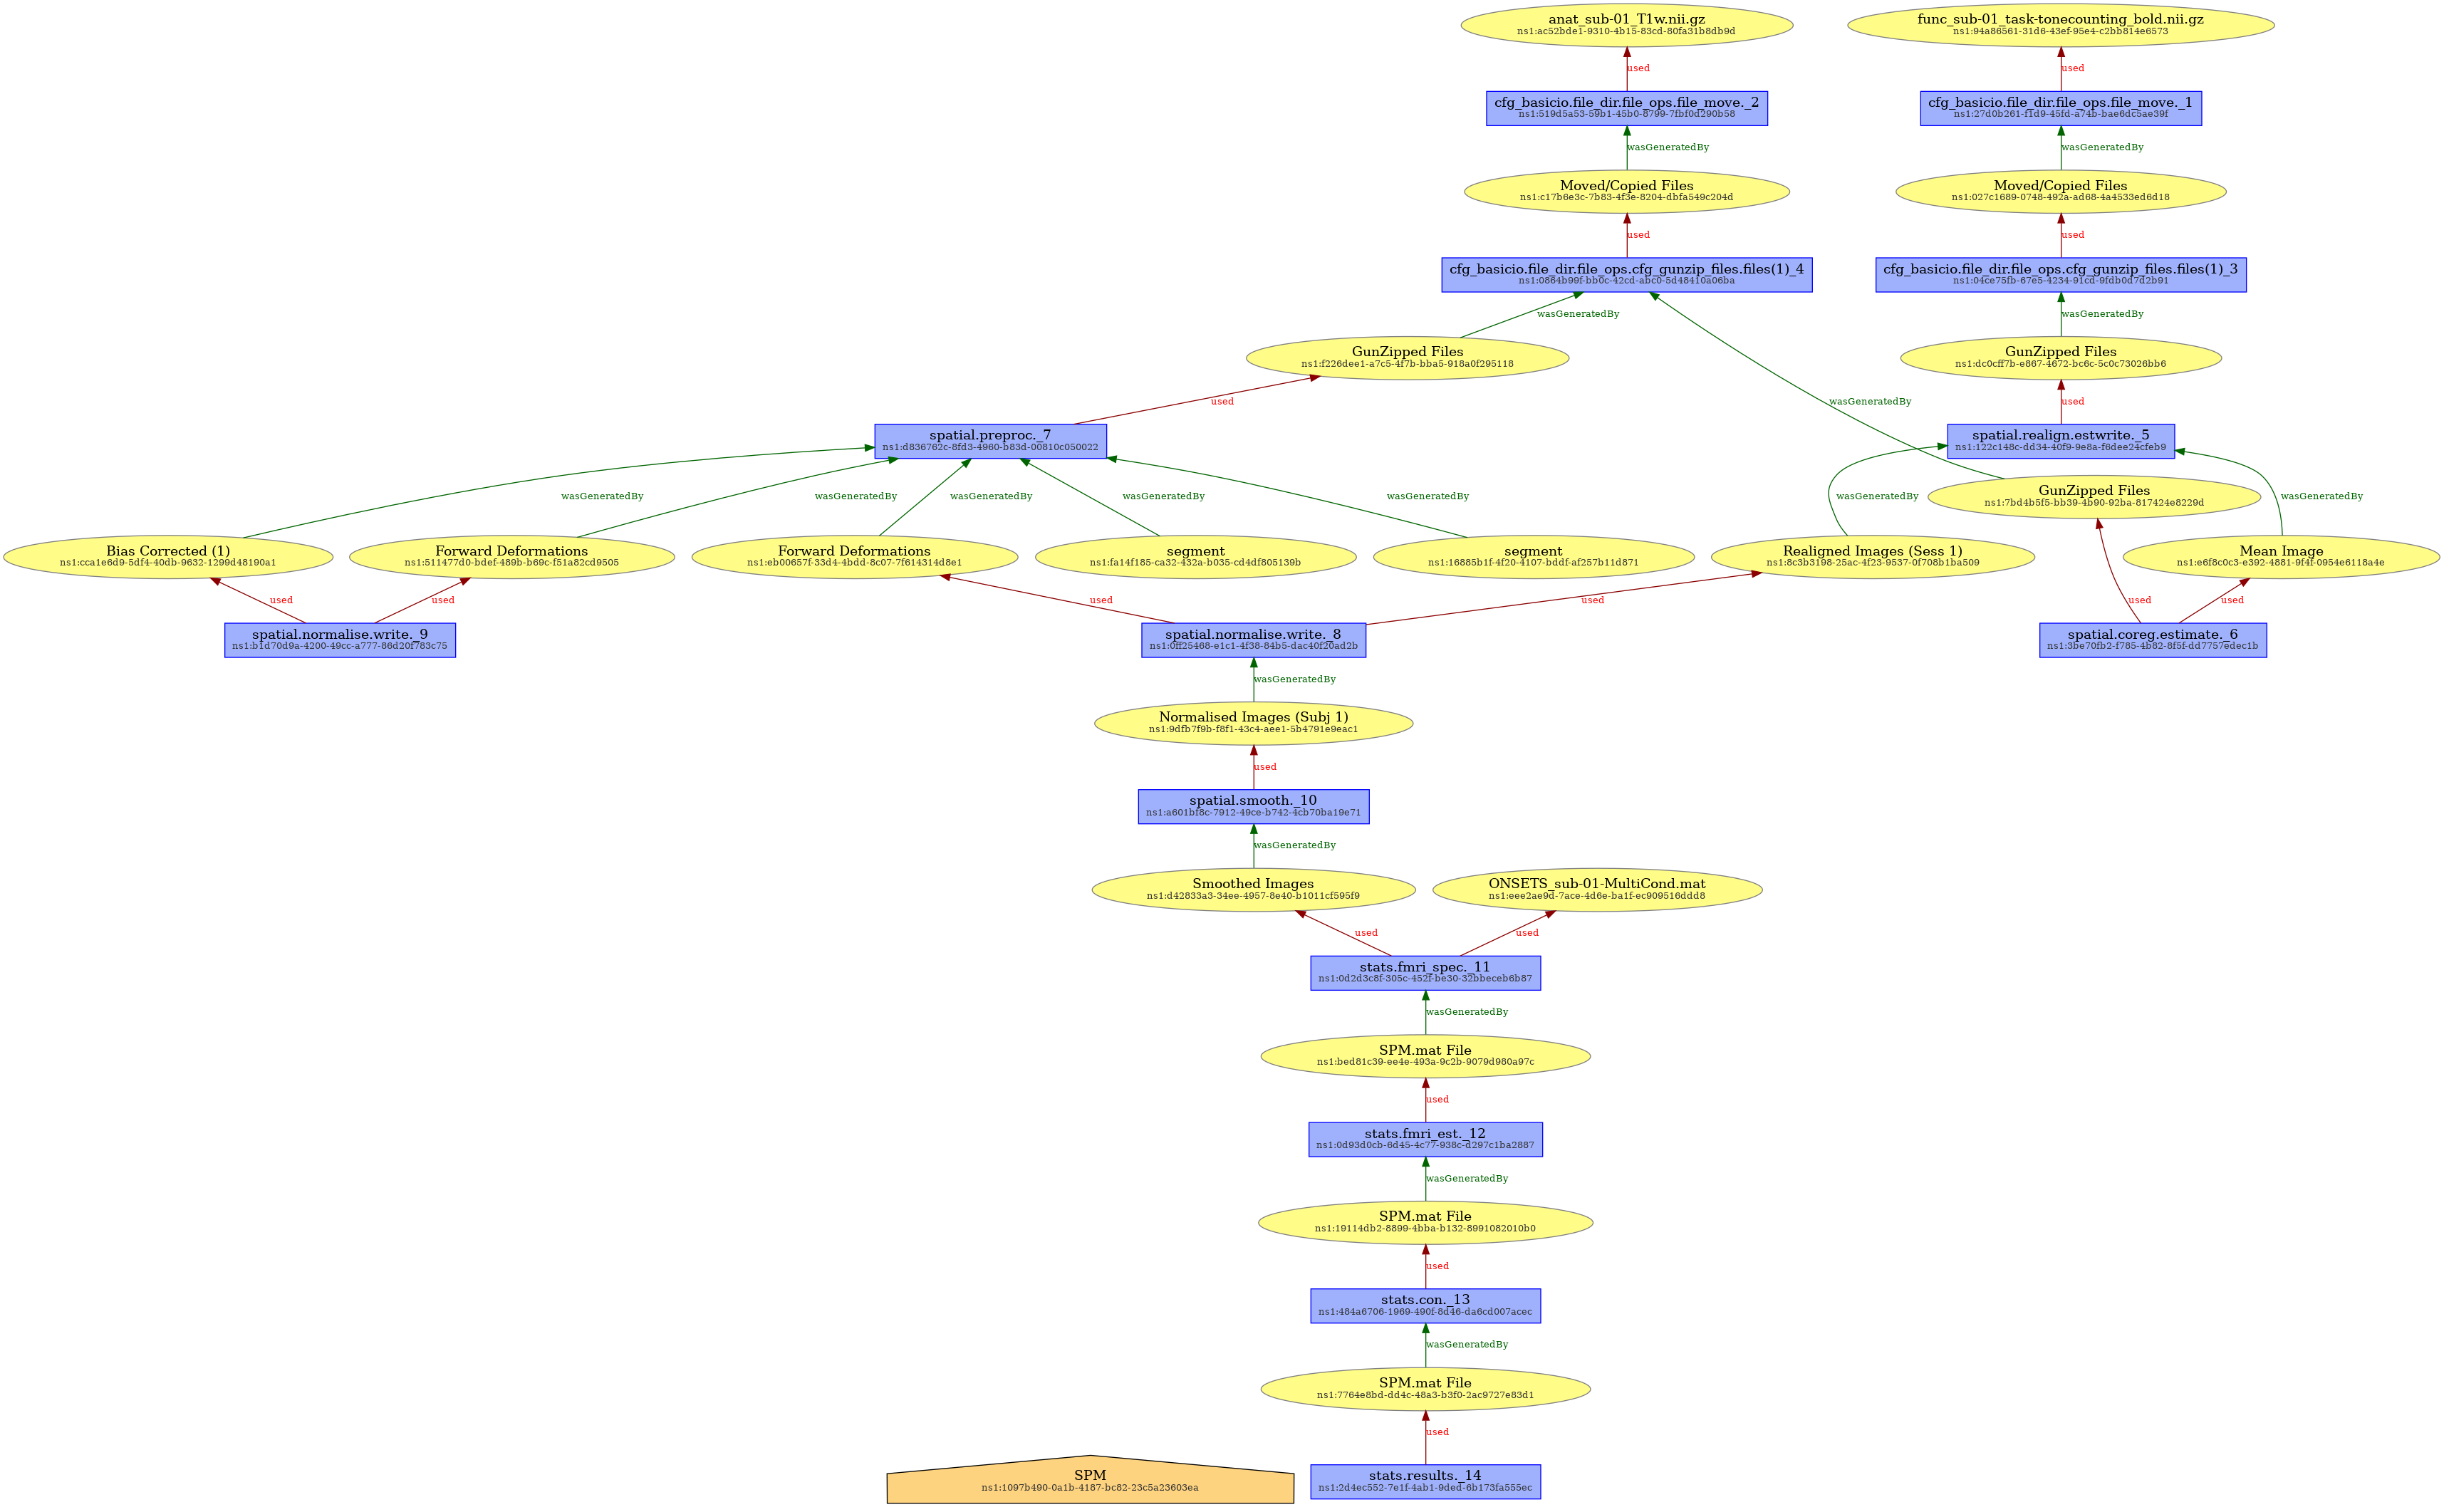 anat_sub-01_T1w.nii.gz
ns1:ac52bde1-9310-4b15-83cd-80fa31b8db9d
func_sub-01_task-tonecounting_bold.nii.gz
ns1:94a86561-31d6-43ef-95e4-c2bb814e6573
used
used
cfg_basicio.file_dir.file_ops.file_move._2
ns1:519d5a53-59b1-45b0-8799-7fbf0d290b58
cfg_basicio.file_dir.file_ops.file_move._1
ns1:27d0b261-f1d9-45fd-a74b-bae6dc5ae39f
wasGeneratedBy
wasGeneratedBy
Moved/Copied Files
ns1:c17b6e3c-7b83-4f3e-8204-dbfa549c204d
Moved/Copied Files
ns1:027c1689-0748-492a-ad68-4a4533ed6d18
used
used
cfg_basicio.file_dir.file_ops.cfg_gunzip_files.files(1)_4
ns1:0864b99f-bb0c-42cd-abc0-5d48410a06ba
cfg_basicio.file_dir.file_ops.cfg_gunzip_files.files(1)_3
ns1:04ce75fb-67e5-4234-91cd-9fdb0d7d2b91
wasGeneratedBy
wasGeneratedBy
GunZipped Files
ns1:f226dee1-a7c5-4f7b-bba5-918a0f295118
GunZipped Files
ns1:dc0cff7b-e867-4672-bc6c-5c0c73026bb6
used
wasGeneratedBy
used
spatial.preproc._7
ns1:d836762c-8fd3-4960-b83d-00810c050022
spatial.realign.estwrite._5
ns1:122c148c-dd34-40f9-9e8a-f6dee24cfeb9
wasGeneratedBy
wasGeneratedBy
wasGeneratedBy
wasGeneratedBy
wasGeneratedBy
wasGeneratedBy
GunZipped Files
ns1:7bd4b5f5-bb39-4b90-92ba-817424e8229d
wasGeneratedBy
Bias Corrected (1)
ns1:cca1e6d9-5df4-40db-9632-1299d48190a1
Forward Deformations
ns1:511477d0-bdef-489b-b69c-f51a82cd9505
Forward Deformations
ns1:eb00657f-33d4-4bdd-8c07-7f614314d8e1
segment
ns1:fa14f185-ca32-432a-b035-cd4df805139b
segment
ns1:16885b1f-4f20-4107-bddf-af257b11d871
Realigned Images (Sess 1)
ns1:8c3b3198-25ac-4f23-9537-0f708b1ba509
Mean Image
ns1:e6f8c0c3-e392-4881-9f4f-0954e6118a4e
used
used
used
used
used
used
spatial.normalise.write._9
ns1:b1d70d9a-4200-49cc-a777-86d20f783c75
spatial.normalise.write._8
ns1:0ff25468-e1c1-4f38-84b5-dac40f20ad2b
spatial.coreg.estimate._6
ns1:3be70fb2-f785-4b82-8f5f-dd7757edec1b
wasGeneratedBy
Normalised Images (Subj 1)
ns1:9dfb7f9b-f8f1-43c4-aee1-5b4791e9eac1
used
spatial.smooth._10
ns1:a601bf8c-7912-49ce-b742-4cb70ba19e71
wasGeneratedBy
Smoothed Images
ns1:d42833a3-34ee-4957-8e40-b1011cf595f9
ONSETS_sub-01-MultiCond.mat
ns1:eee2ae9d-7ace-4d6e-ba1f-ec909516ddd8
used
used
stats.fmri_spec._11
ns1:0d2d3c8f-305c-452f-be30-32bbeceb6b87
wasGeneratedBy
SPM.mat File
ns1:bed81c39-ee4e-493a-9c2b-9079d980a97c
used
stats.fmri_est._12
ns1:0d93d0cb-6d45-4c77-938c-d297c1ba2887
wasGeneratedBy
SPM.mat File
ns1:19114db2-8899-4bba-b132-8991082010b0
used
stats.con._13
ns1:484a6706-1969-490f-8d46-da6cd007acec
wasGeneratedBy
SPM.mat File
ns1:7764e8bd-dd4c-48a3-b3f0-2ac9727e83d1
used
SPM
ns1:1097b490-0a1b-4187-bc82-23c5a23603ea
stats.results._14
ns1:2d4ec552-7e1f-4ab1-9ded-6b173fa555ec